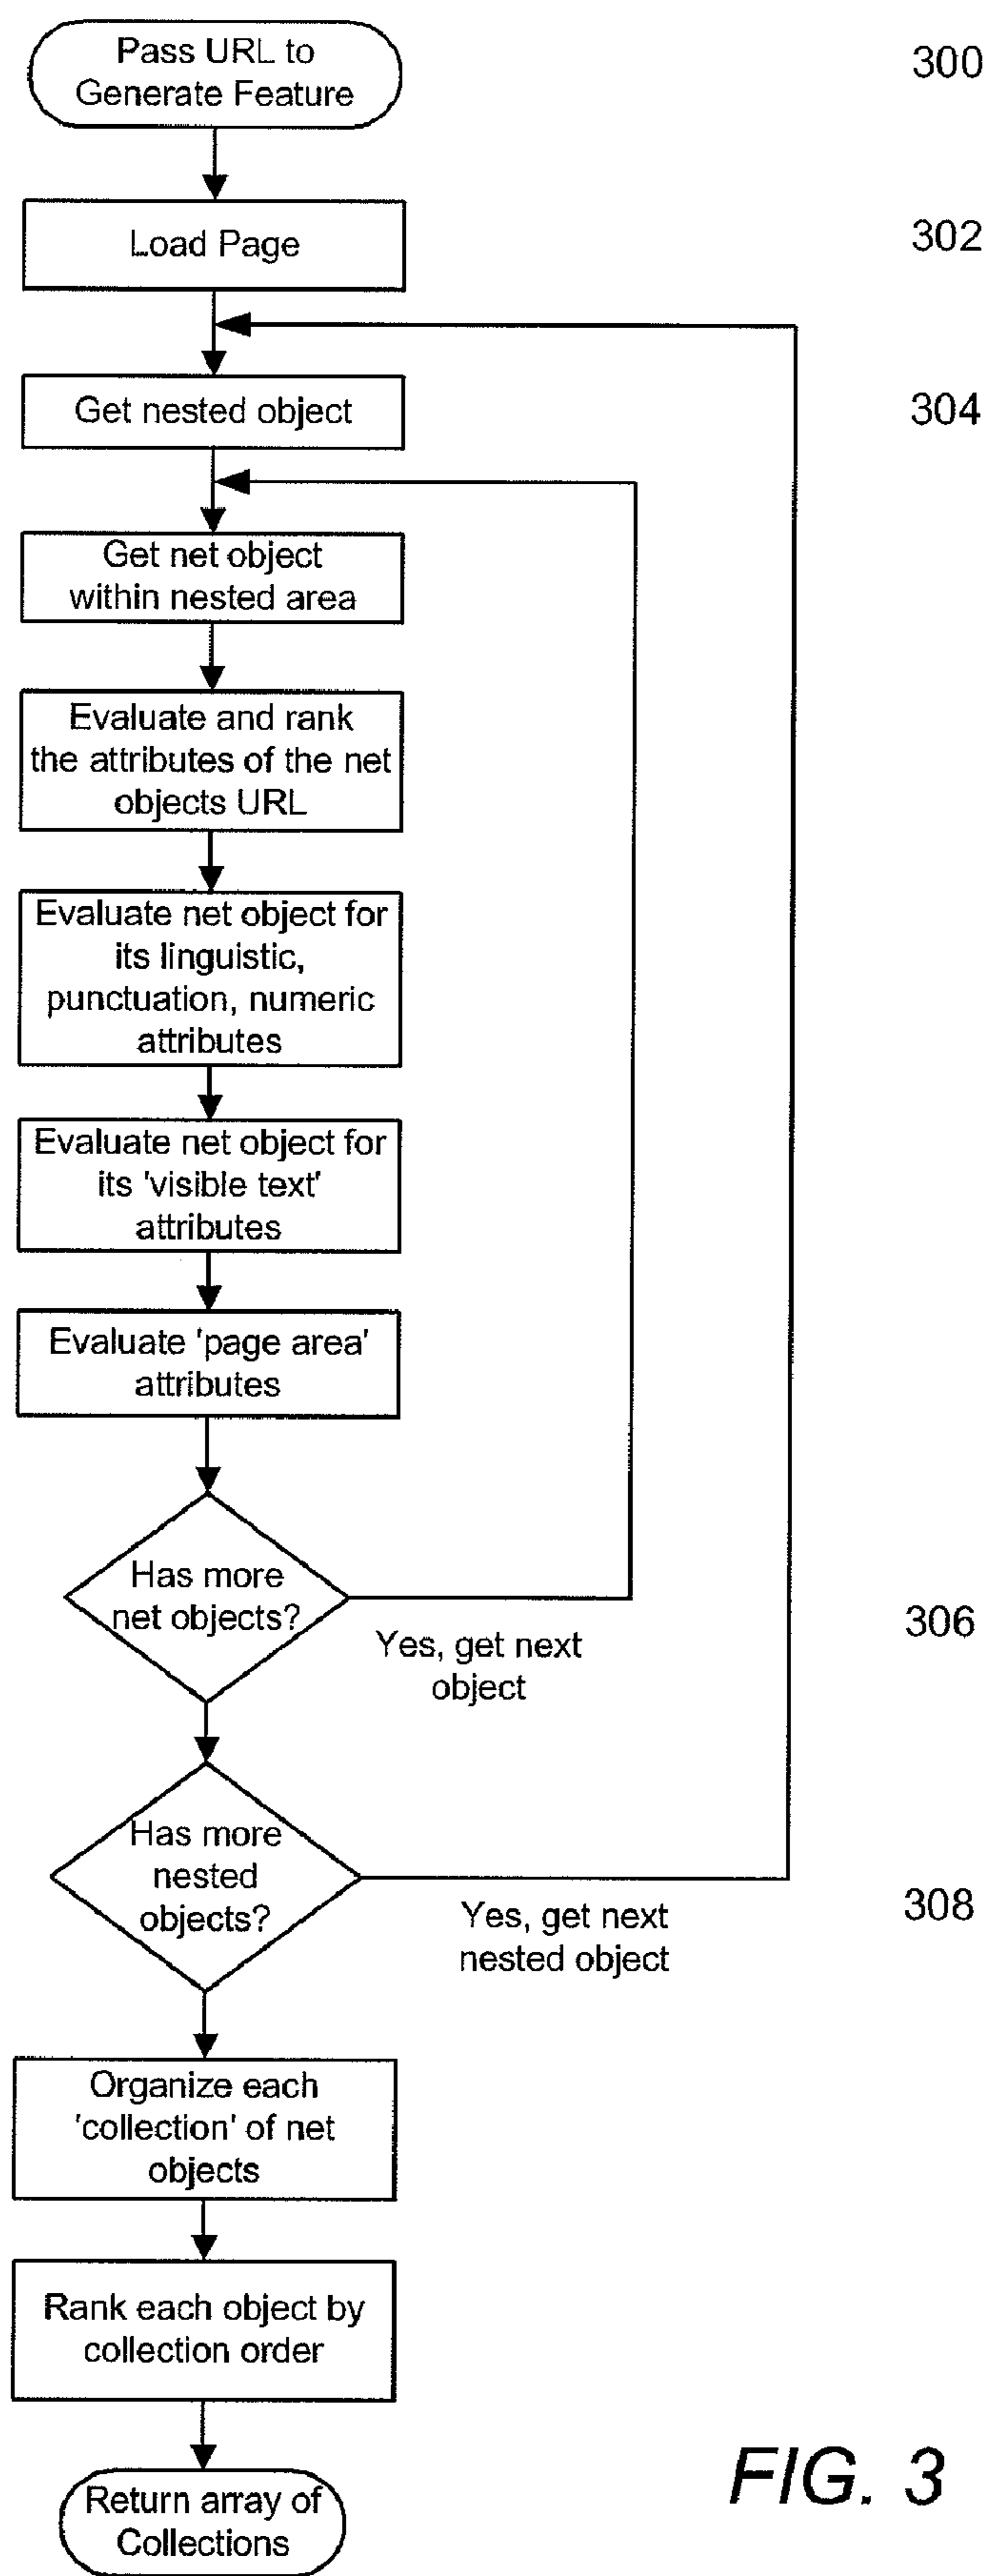 Pass URL to
Generate Feature
300
Load Page
302
Get nested object
304
Get net object
within nested area
Evaluate and rank
the attributes of the net
objects URL
Evaluate net object for
its linguistic,
punctuation, numeric
attributes
Evaluate net object for
its 'visible text'
attributes
Evaluate 'page area'
attributes
Has more
net objects?
Yes, get next
object
306
Has more
nested
objects?
Yes, get next
nested object
308
Organize each
'collection' of net
objects
Rank each object by
collection order
Return array of
Collections
FIG. 3